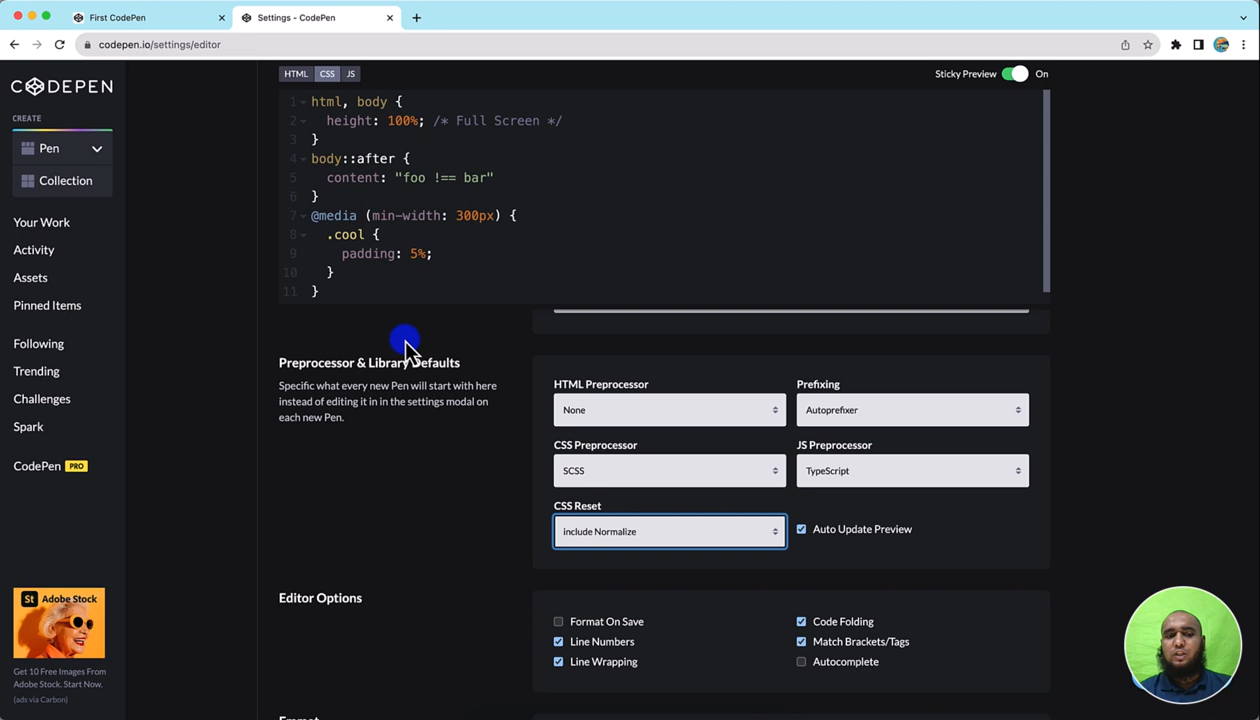 First CodePen
Settings - CodePen
codepen.io/settings/editor
CODEPEN
CREATE
Pen
Collection
Your Work
Activity
Assets
Pinned Items
Following
Trending
Challenges
Spark
CodePen PRO
St Adobe Stock
Get 10 Free Images From
Adobe Stock. Start Now.
(ads via Carbon)
HTML CSS JS
Sticky Preview On
1 html, body {
2 height: 100%; /* Full Screen */
3 }
4 body::after {
5 content: "foo !== bar"
6 }
7 @media (min-width: 300px) {
8 .cool {
9 padding: 5%;
10 }
11 }
Preprocessor & Library Defaults
Specific what every new Pen will start with here
instead of editing it in in the settings modal on
each new Pen.
HTML Preprocessor
None
Prefixing
Autoprefixer
CSS Preprocessor
SCSS
JS Preprocessor
TypeScript
CSS Reset
include Normalize
Auto Update Preview
Editor Options
Format On Save
Code Folding
Line Numbers
Match Brackets/Tags
Line Wrapping
Autocomplete